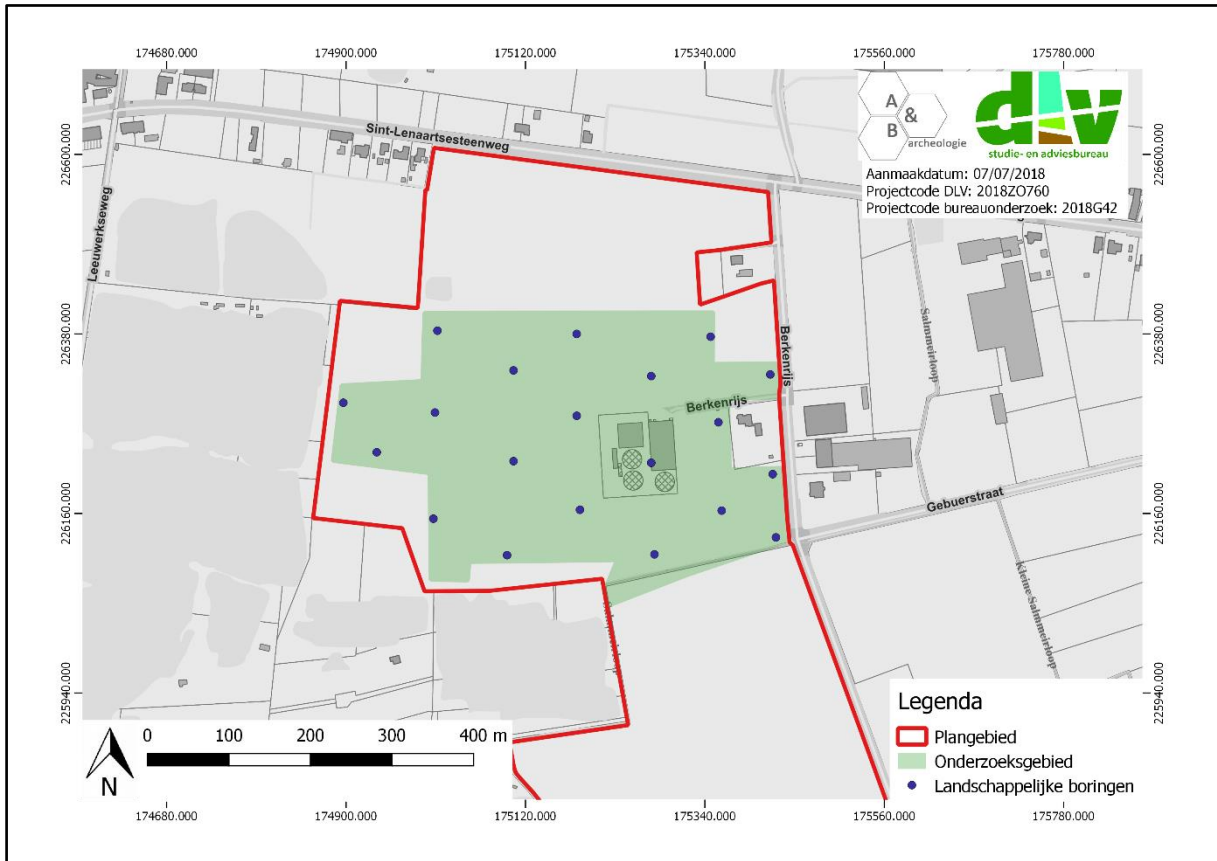 174680.000 174900.000 175120.000 175340.000 175560.000 175780.000
A
&
B
archeologie
dlv
studie- en adviesbureau
Aanmaakdatum: 07/07/2018
Projectcode DLV: 2018ZO760
Projectcode bureauonderzoek: 2018G42
Sint-Lenaartsesteenweg
226600.000
226600.000
Leeuwerkseweg
226380.000
Berkenrijs
Salmmeirloop
226380.000
Berkenrijs
Gebuerstraat
226160.000
226160.000
Kleine Salmmeirloop
225940.000
225940.000
Legenda
Plangebied
Onderzoeksgebied
Landschappelijke boringen
0 100 200 300 400 m
N
174680.000 174900.000 175120.000 175340.000 175560.000 175780.000